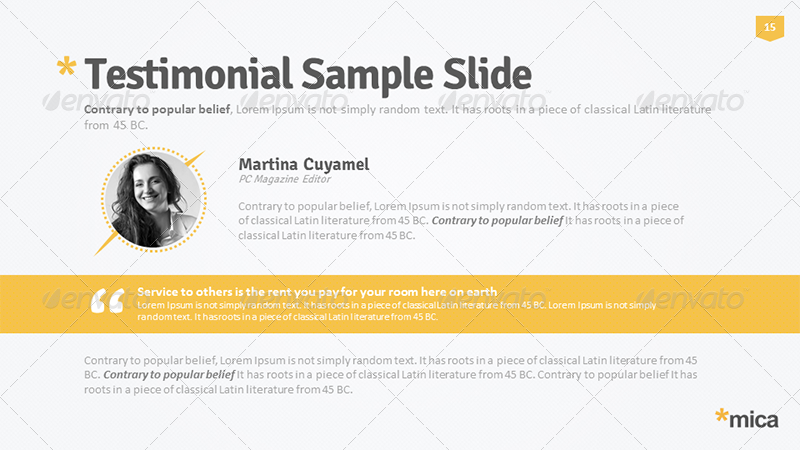 15
* Testimonial Sample Slide
Contrary to popular belief, Lorem Ipsum is not simply random text. It has roots in a piece of classical Latin literature
from 45 BC.
Martina Cuyamel
PC Magazine Editor
Contrary to popular belief, Lorem Ipsum is not simply random text. It has roots in a piece
of classical Latin literature from 45 BC. Contrary to popular belief It has roots in a piece of
classical Latin literature from 45 BC.
“
Service to others is the rent you pay for your room here on earth
Lorem Ipsum is not simply random text. It has roots in a piece of classical Latin literature from 45 BC. Lorem Ipsum is not simply
random text. It hasroots in a piece of classical Latin literature from 45 BC.
Contrary to popular belief, Lorem Ipsum is not simply random text. It has roots in a piece of classical Latin literature from 45
BC. Contrary to popular belief It has roots in a piece of classical Latin literature from 45 BC. Contrary to popular belief It has
roots in a piece of classical Latin literature from 45 BC.
*mica
envato envato envato envato
envato envato envato envato